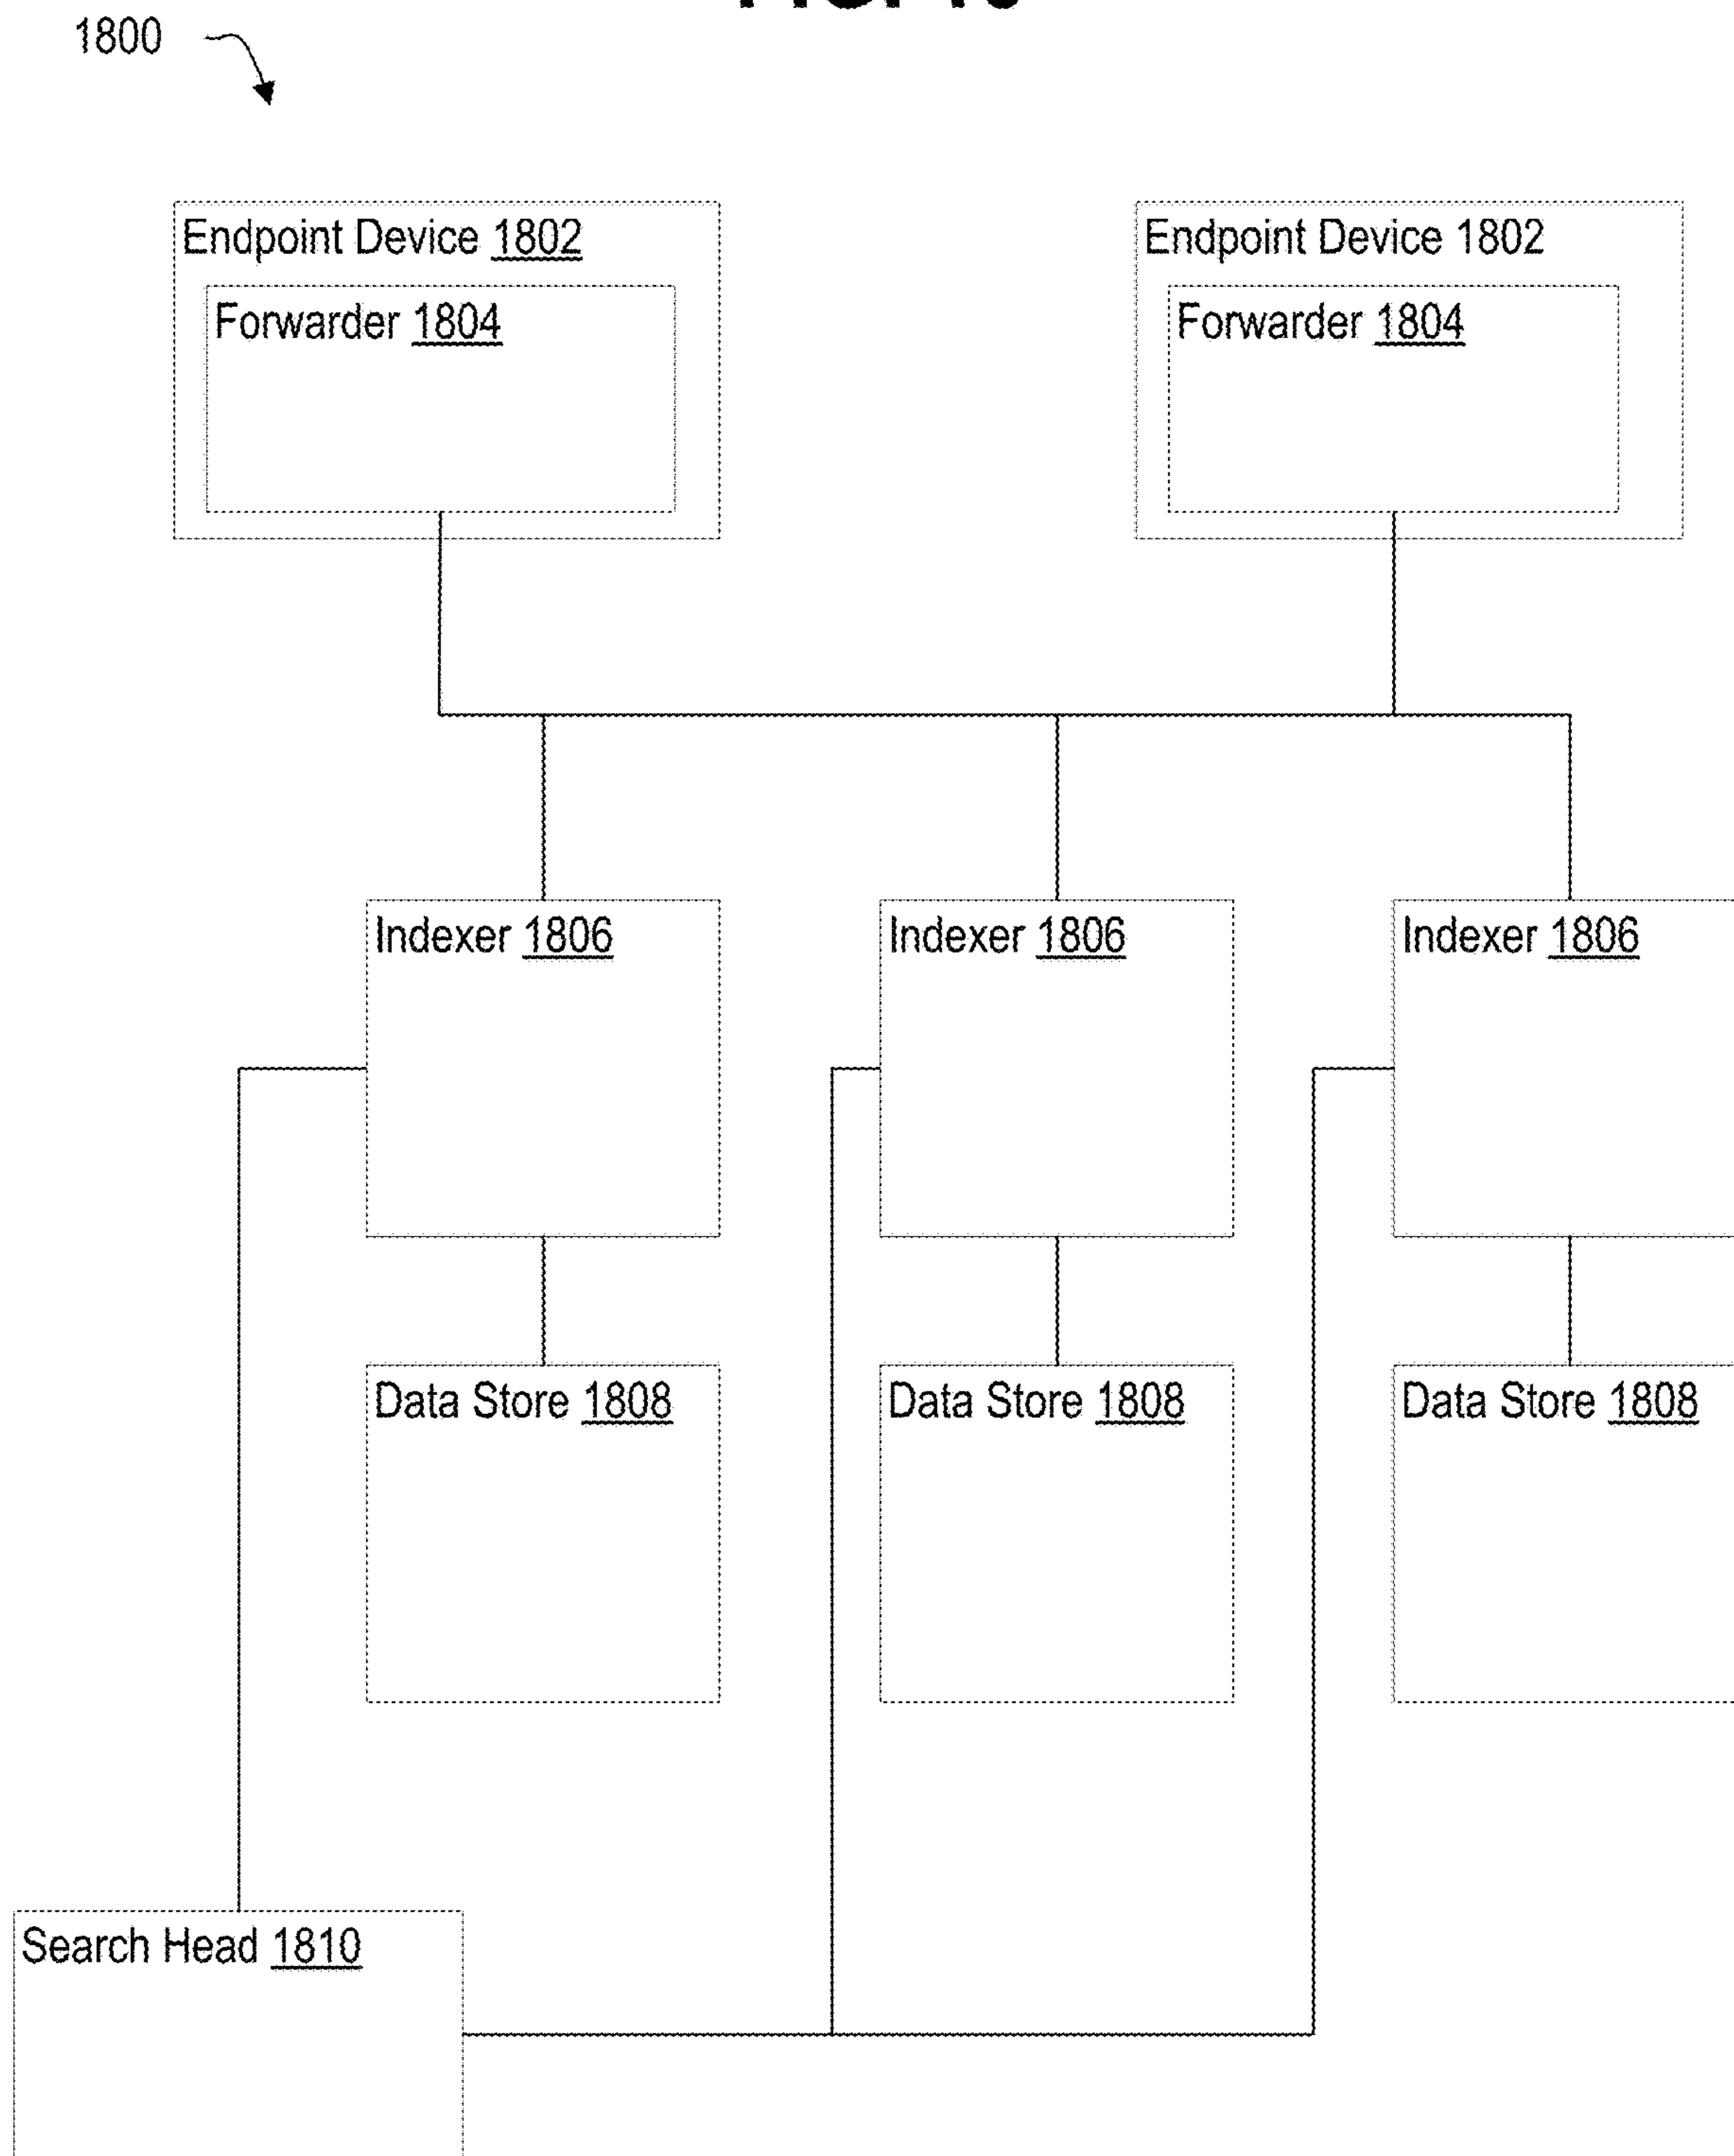 1800
Endpoint Device 1802
Endpoint Device 1802
Forwarder 1804
Forwarder 1804
Indexer 1806
Indexer 1806
Indexer 1806
Data Store 1808
Data Store 1808
Data Store 1808
Search Head 1810